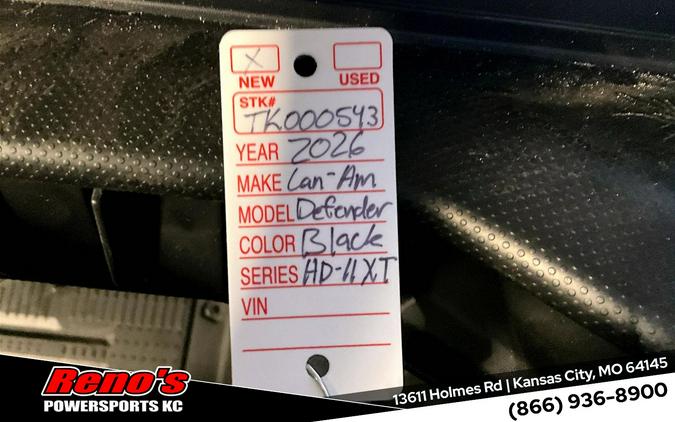 X
NEW USED
STK#
TK000543
YEAR 2026
MAKE Can-Am
MODEL Defender
COLOR Black
SERIES HD-11 XT
VIN
Reno's
POWERSPORTS KC
13611 Holmes Rd | Kansas City, MO 64145
(866) 936-8900